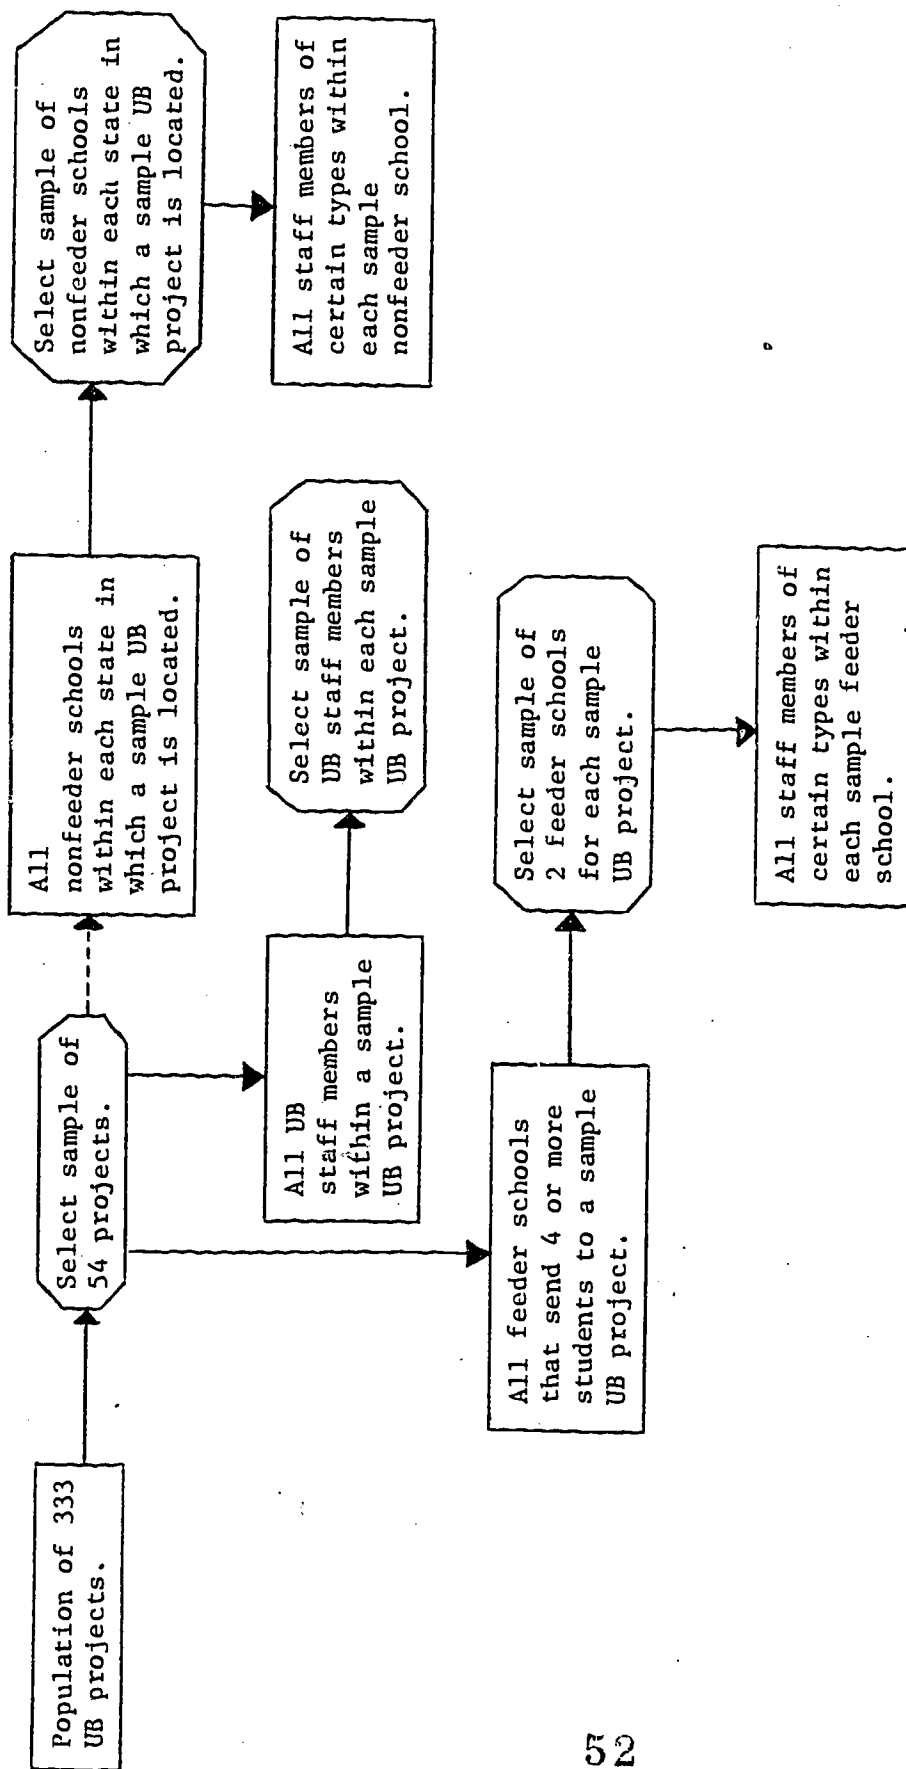 Population of 333
UB projects.
Select sample of
54 projects.
All
nonfeeder schools
within each state in
which a sample UB
project is located.
Select sample of
nonfeeder schools
within each state in
which a sample UB
project is located.
All staff members of
certain types within
each sample
nonfeeder school.
All UB
staff members
within a sample
UB project.
Select sample of
UB staff members
within each sample
UB project.
All feeder schools
that send 4 or more
students to a sample
UB project.
Select sample of
2 feeder schools
for each sample
UB project.
All staff members of
certain types within
each sample feeder
school.
52